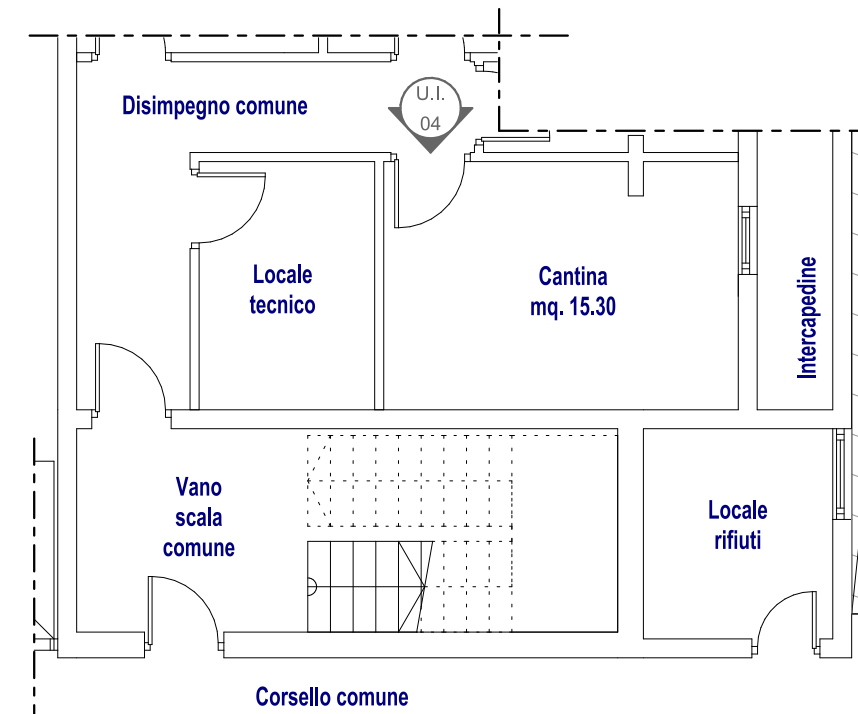 Disimpegno comune
U.I.
04
Locale
tecnico
Cantina
mq. 15.30
Intercapedine
Vano
scala
comune
Locale
rifiuti
Corsello comune